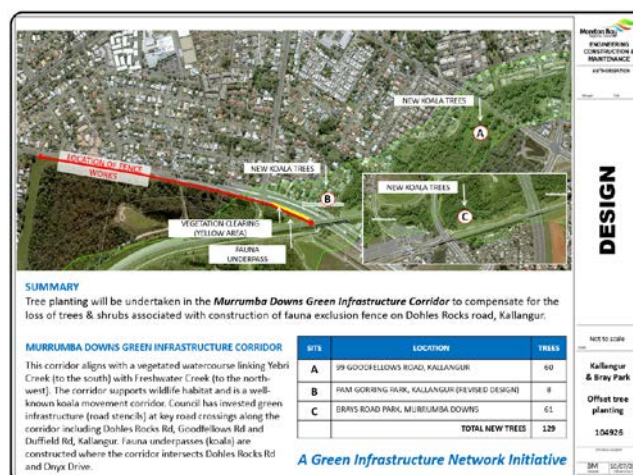 NEW KOALA TREES
A
LOCATION OF FENCE
WORKS
NEW KOALA TREES
B
NEW KOALA TREES
C
VEGETATION CLEARING
(YELLOW AREA)
FAUNA
UNDERPASS
SUMMARY
Tree planting will be undertaken in the Murrumba Downs Green Infrastructure Corridor to compensate for the
loss of trees & shrubs associated with construction of fauna exclusion fence on Dohles Rocks road, Kallangur.
MURRUMBA DOWNS GREEN INFRASTRUCTURE CORRIDOR
This corridor aligns with a vegetated watercourse linking Yebri
Creek (to the south) with Freshwater Creek (to the north-
west). The corridor supports wildlife habitat and is a well-
known koala movement corridor. Council has invested green
infrastructure (road stencils) at key road crossings along the
corridor including Dohles Rocks Rd, Goodfellows Rd and
Duffield Rd, Kallangur. Fauna underpasses (koala) are
constructed where the corridor intersects Dohles Rocks Rd
and Onyx Drive.
SITE LOCATION TREES
A 99 GOODFELLOWS ROAD, KALLANGUR 60
B PAM GORRING PARK, KALLANGUR (REVISED DESIGN) 8
C BRAYS ROAD PARK, MURRUMBA DOWNS 61
TOTAL NEW TREES 129
A Green Infrastructure Network Initiative
Moreton Bay
ENGINEERING
CONSTRUCTION &
MAINTENANCE
AUTHORISATION
DESIGN
Not to scale
Kallangur
& Bray Park
Offset tree
planting
104926
BM